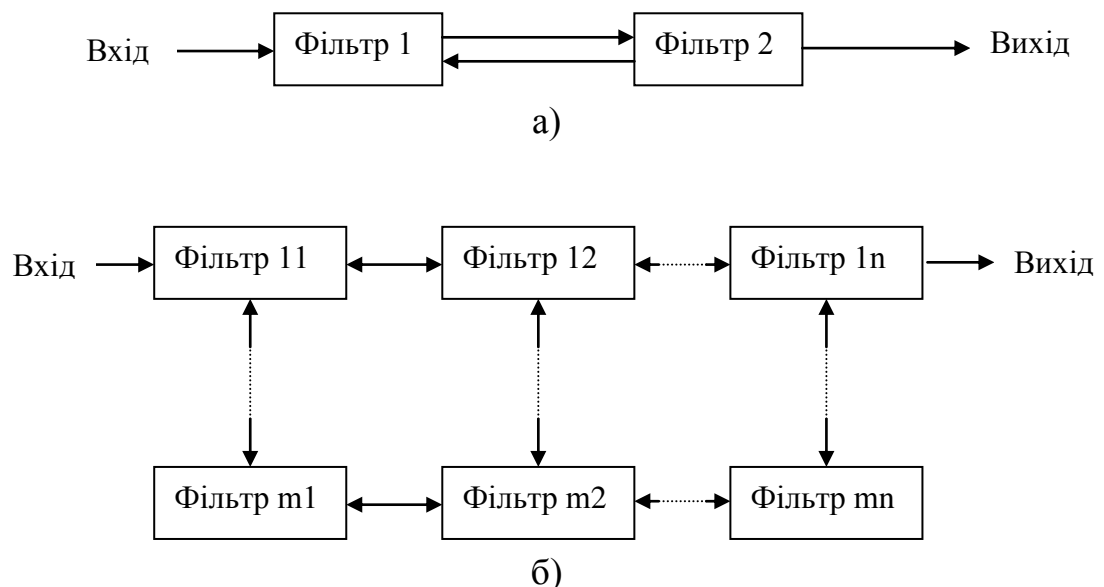 Вхід Фільтр 1 Фільтр 2 Вихід
а)
Вхід Фільтр 11 Фільтр 12 Фільтр 1n Вихід
Фільтр m1 Фільтр m2 Фільтр mn
б)